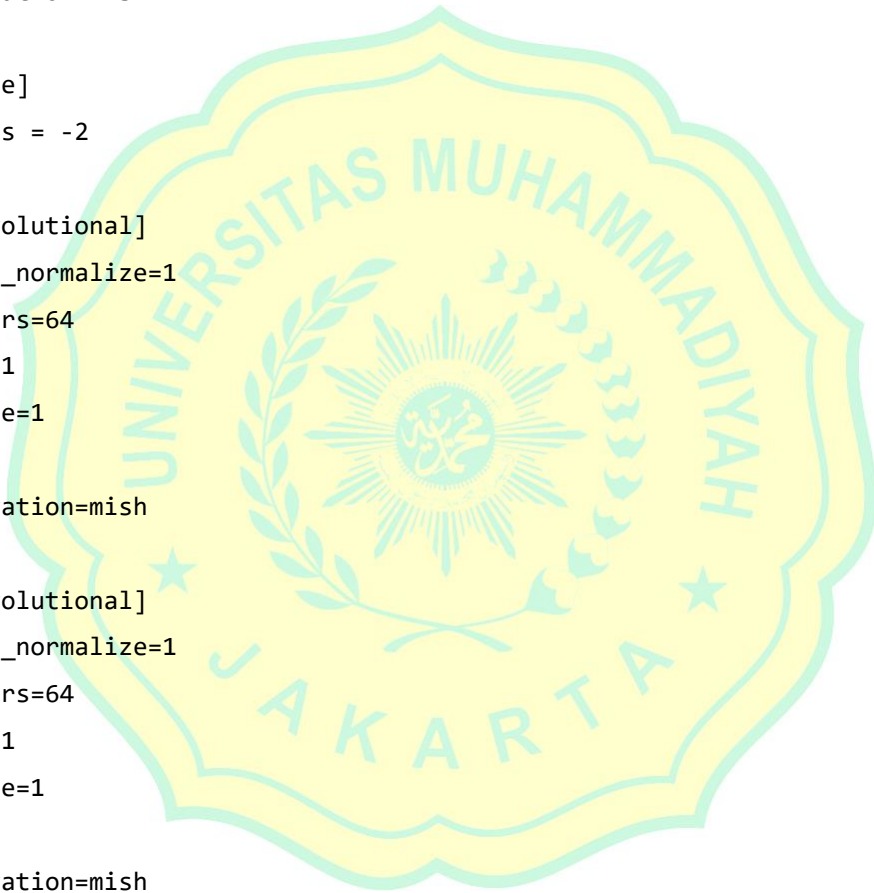 e]
s = -2
olutional]
_normalize=1
rs=64
1
e=1
ation=mish
olutional]
_normalize=1
rs=64
1
e=1
ation=mish
UNIVERSITAS MUHAMMADIYAH
JAKARTA